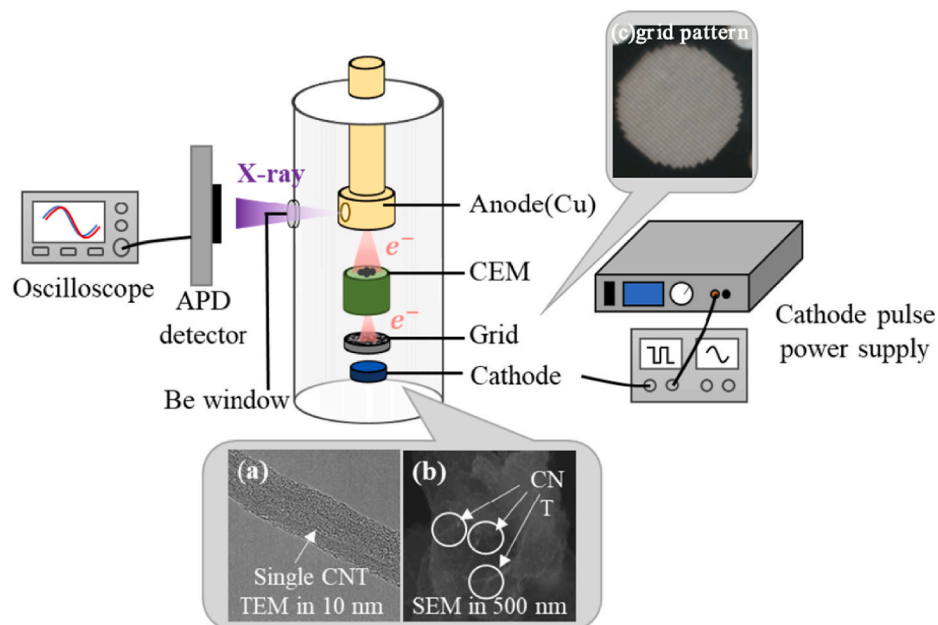 (c)grid pattern
X-ray
Anode(Cu)
e⁻
CEM
Oscilloscope
APD
detector
e⁻
Grid
Cathode pulse
power supply
Cathode
Be window
(a)
Single CNT
TEM in 10 nm
(b)
CN
T
SEM in 500 nm